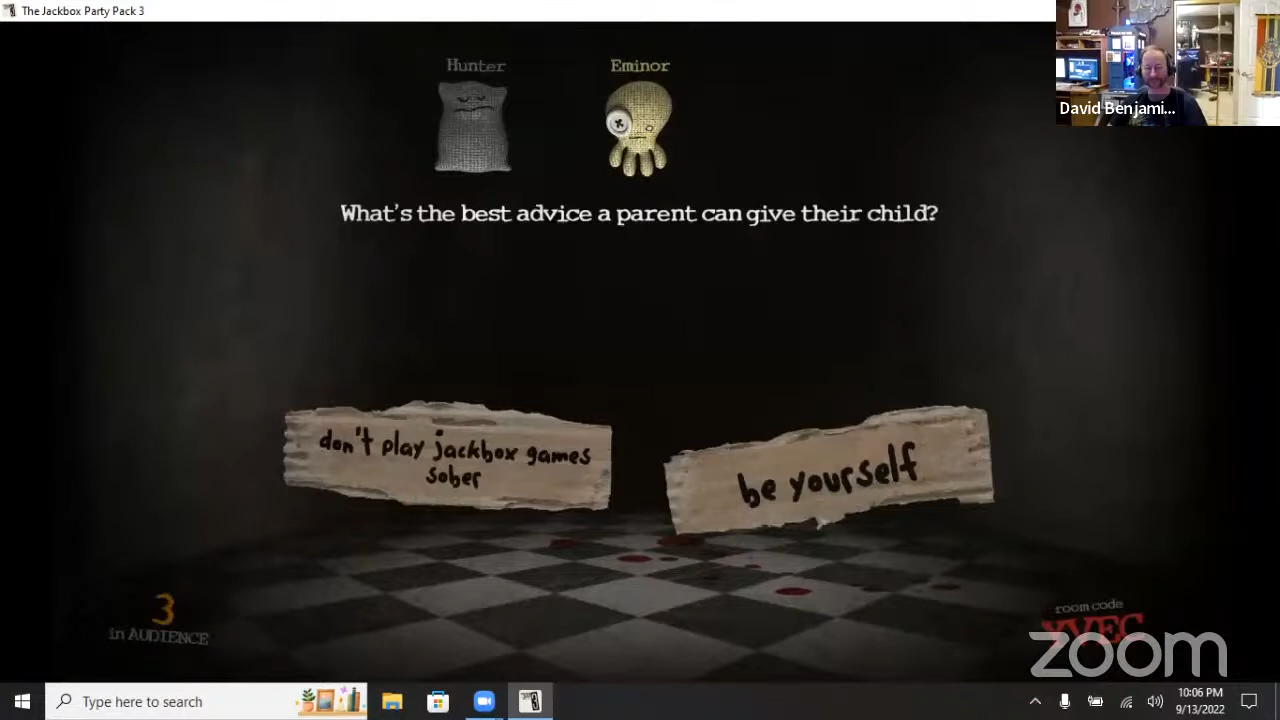 The Jackbox Party Pack 3
Hunter
Eminor
David Benjami...
What's the best advice a parent can give their child?
don't play jackbox games
sober
be yourself
3
in AUDIENCE
room code
zoom
Type here to search
10:06 PM
9/13/2022